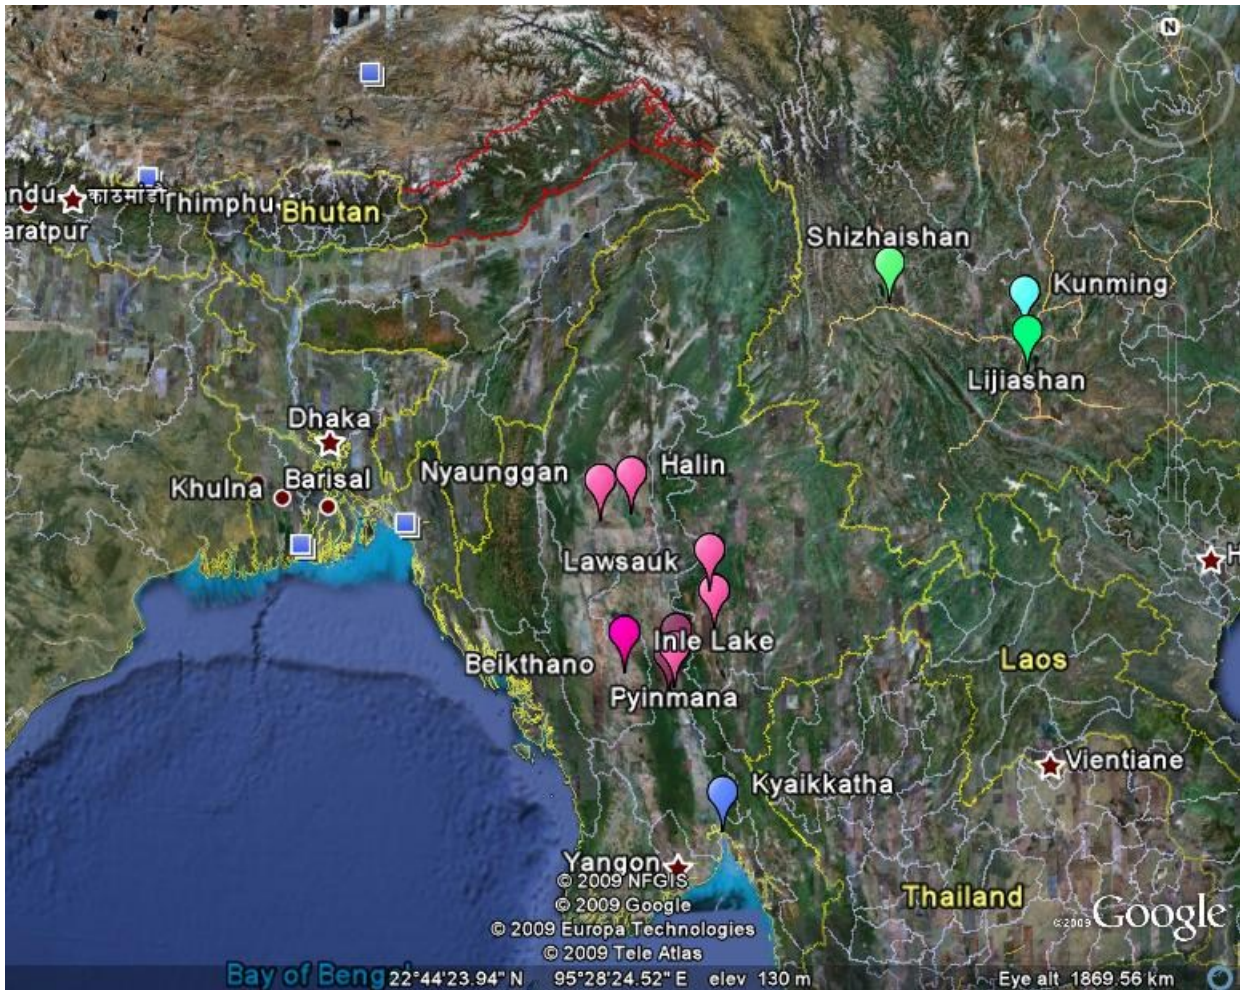 N
ndu
काठमांडो
Thimphu
Bhutan
aratpur
Shizhaishan
Kunming
Lijiashan
Dhaka
Nyaunggan
Halin
Khulna
Barisal
Lawsauk
H
Inle Lake
Beikthano
Laos
Pyinmana
Vientiane
Kyaikkatha
Yangon
© 2009 NFGIS
Thailand
© 2009 Google
©2009 Google
© 2009 Europa Technologies
© 2009 Tele Atlas
Bay of Beng
22°44'23.94" N 95°28'24.52" E elev 130 m
Eye alt 1869.56 km